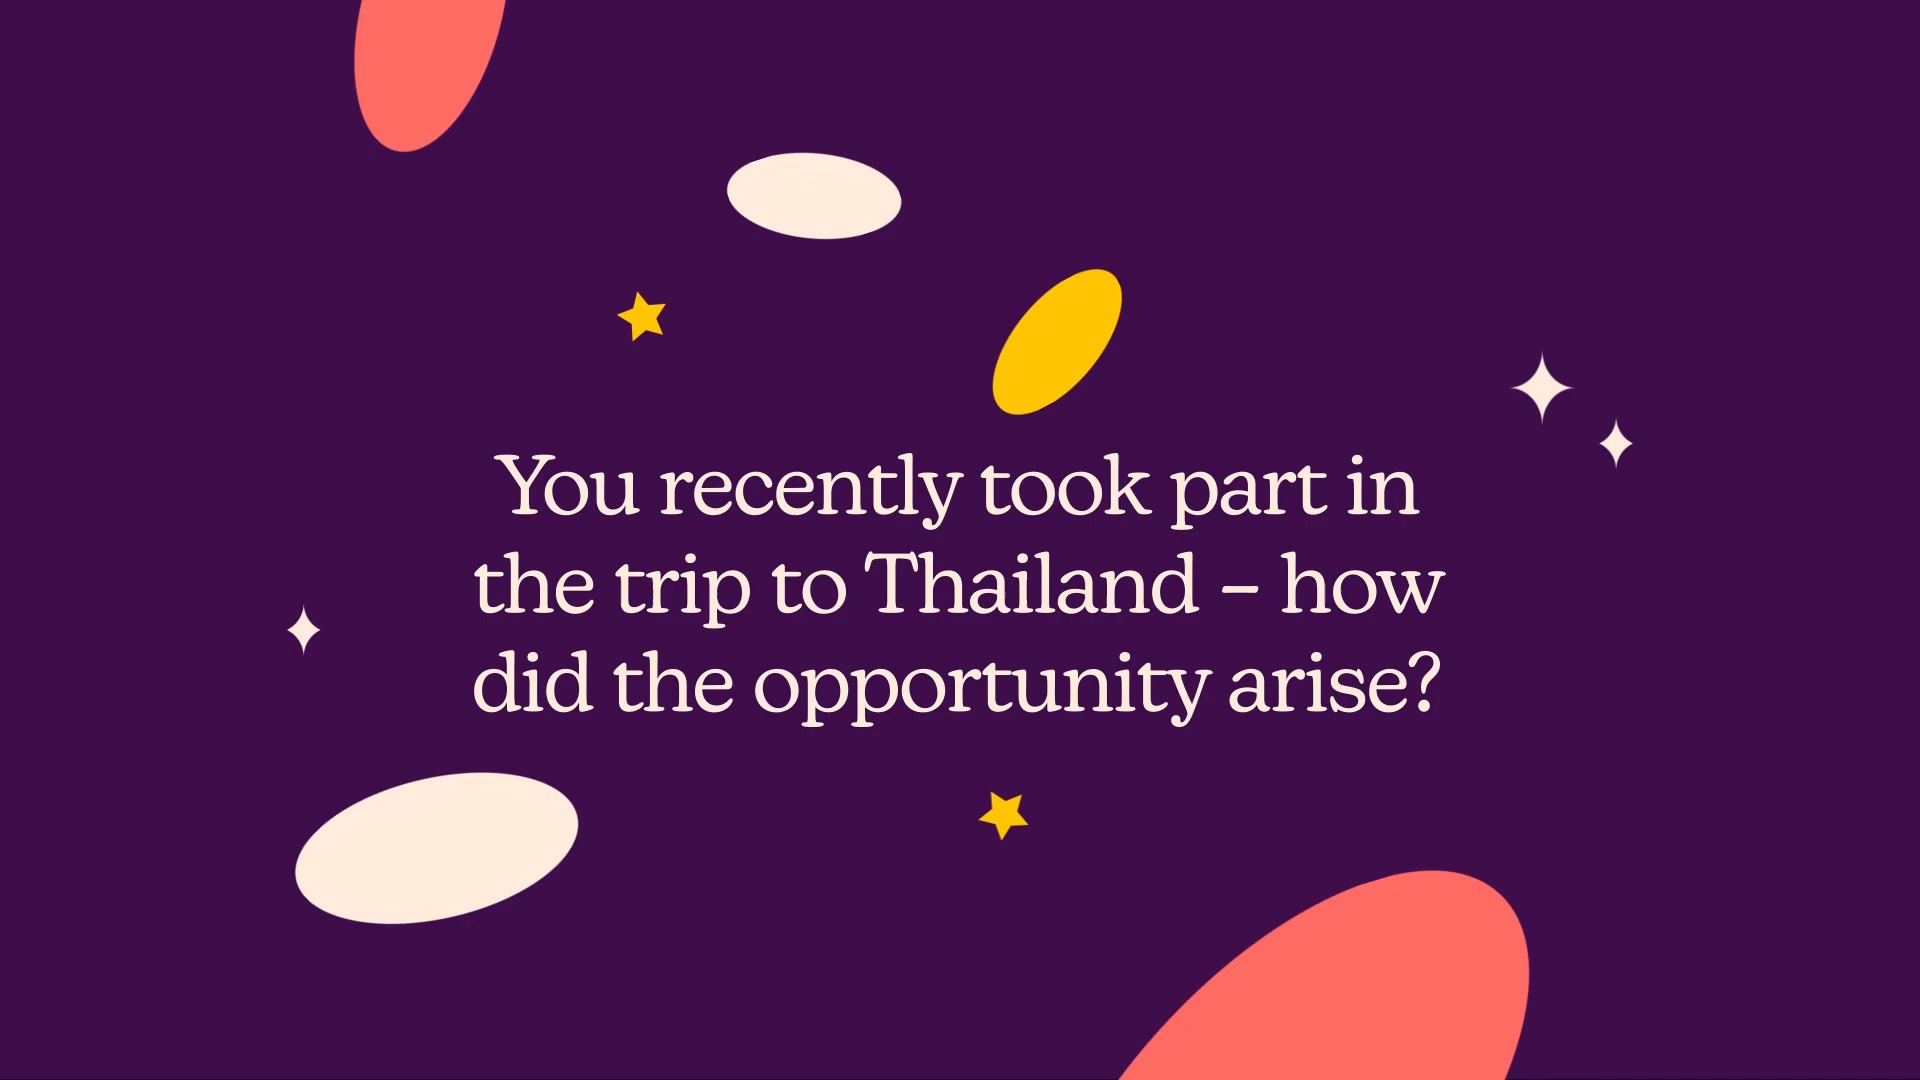 You recently took part in
the trip to Thailand – how
did the opportunity arise?